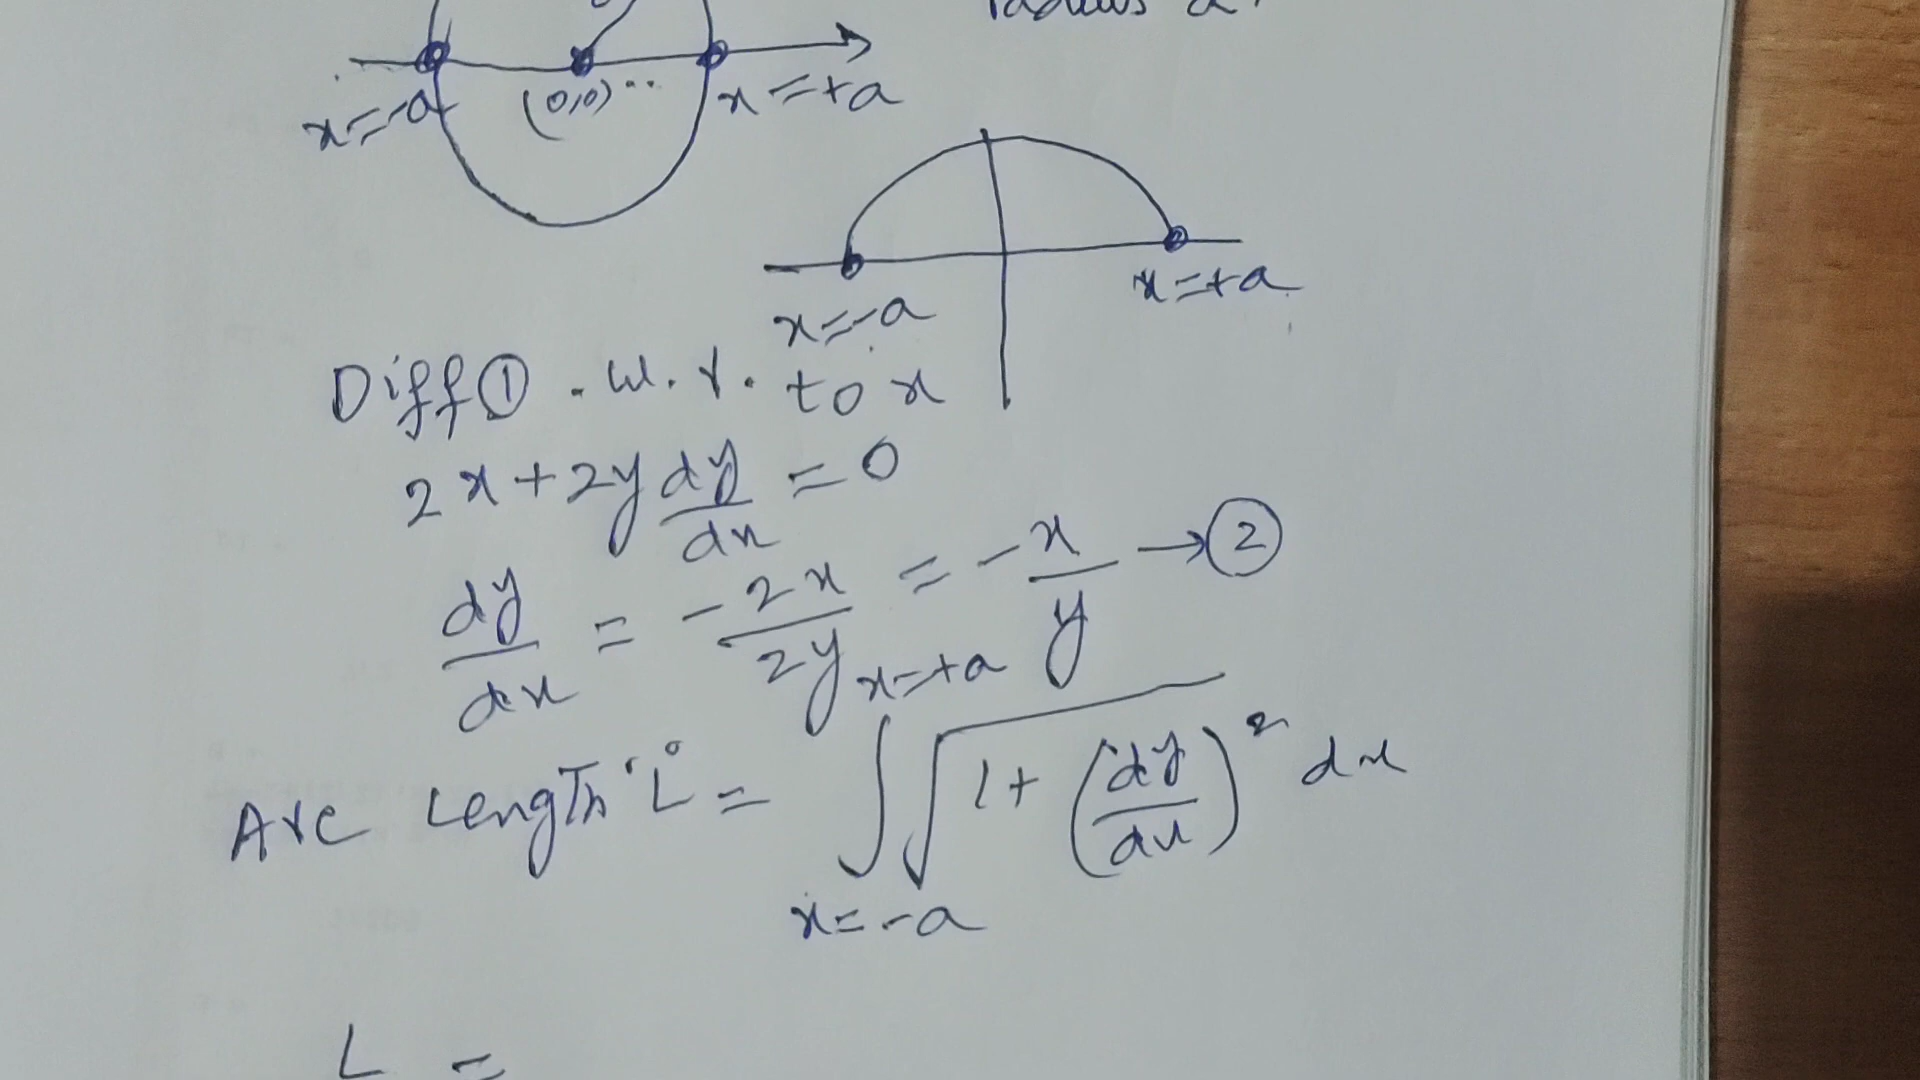 radius a.
x=-a (0,0) x=+a
x=-a x=+a
Diff ① . w.r. to x
2x+2y dy/dx = 0
dy/dx = -2x/2y = -x/y → ②
Arc Length 'L' = ∫_{x=-a}^{x=+a} √1+(dy/dx)² dx
L =